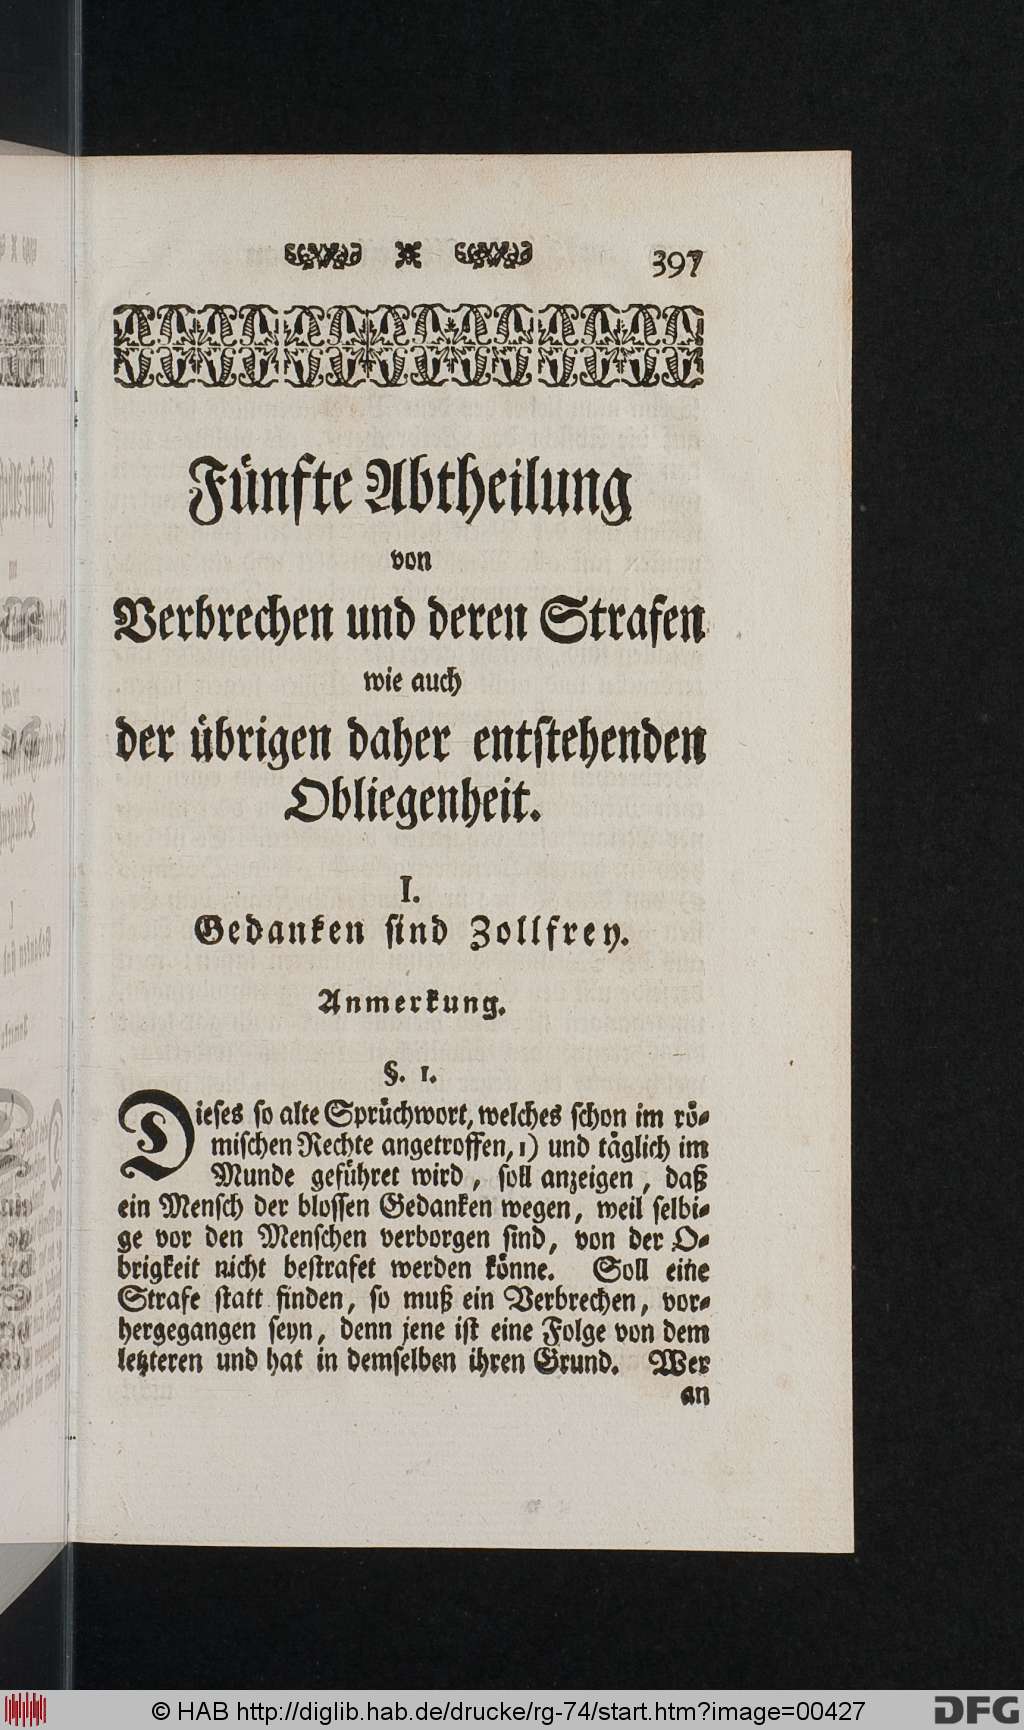 397
Fünfte Abtheilung
von
Verbrechen und deren Strafen
wie auch
der übrigen daher entstehenden
Obliegenheit.
I.
Gedanken sind Zollfrey.
Anmerkung.
§. 1.
Dieses so alte Sprüchwort, welches schon im rö-
mischen Rechte angetroffen, 1) und täglich im
Munde geführet wird, soll anzeigen, daß
ein Mensch der blossen Gedanken wegen, weil selbi-
ge vor den Menschen verborgen sind, von der O-
brigkeit nicht bestrafet werden könne. Soll eine
Strafe statt finden, so muß ein Verbrechen, vor-
hergegangen seyn, denn jene ist eine Folge von dem
letzteren und hat in demselben ihren Grund. Wer
an
© HAB http://diglib.hab.de/drucke/rg-74/start.htm?image=00427
DFG